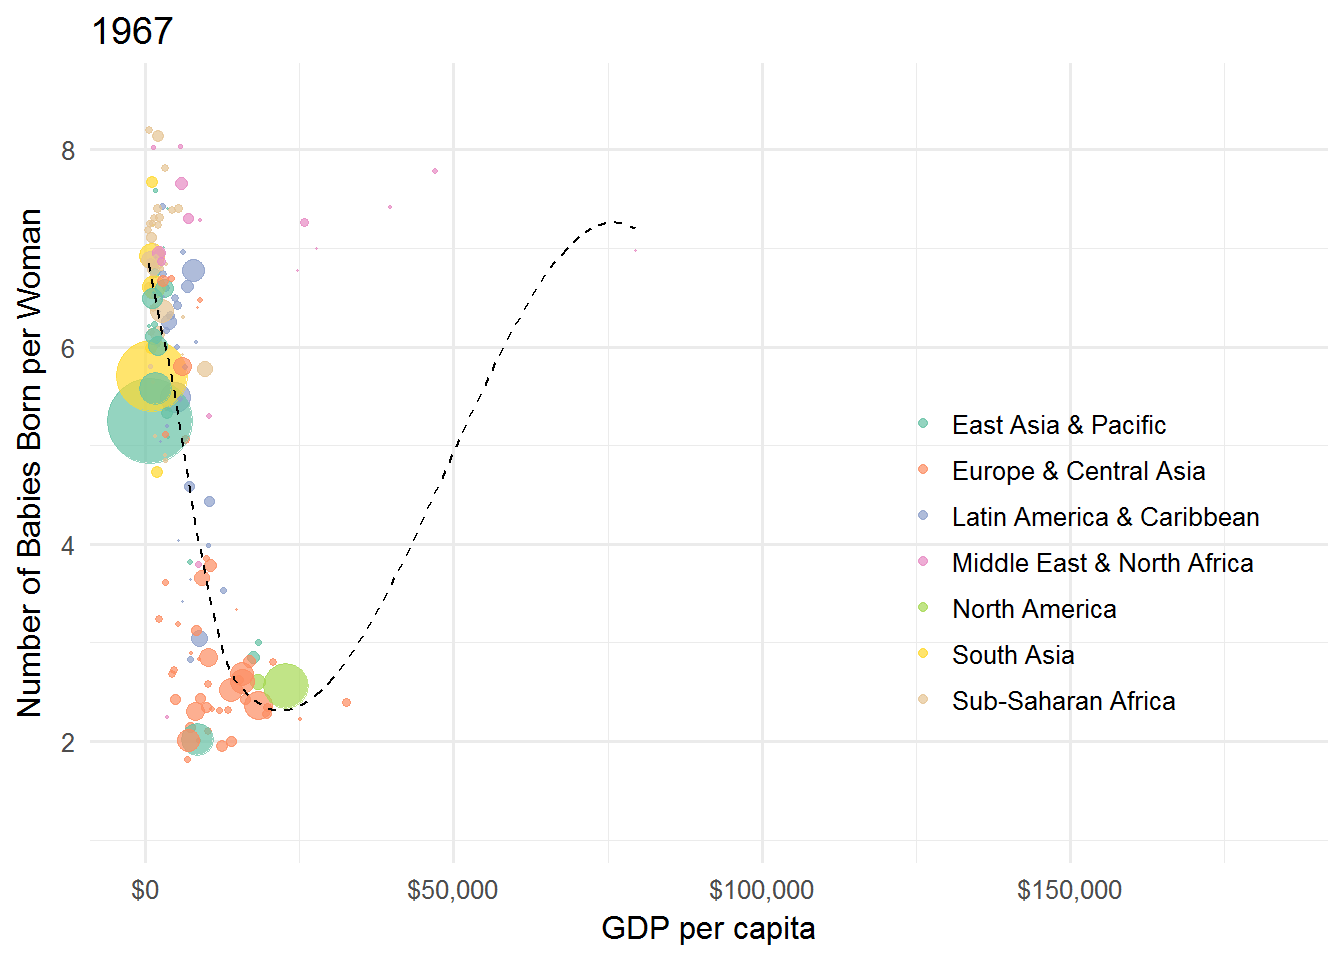 1967
Number of Babies Born per Woman
8
6
4
2
East Asia & Pacific
Europe & Central Asia
Latin America & Caribbean
Middle East & North Africa
North America
South Asia
Sub-Saharan Africa
$0
$50,000
$100,000
$150,000
GDP per capita